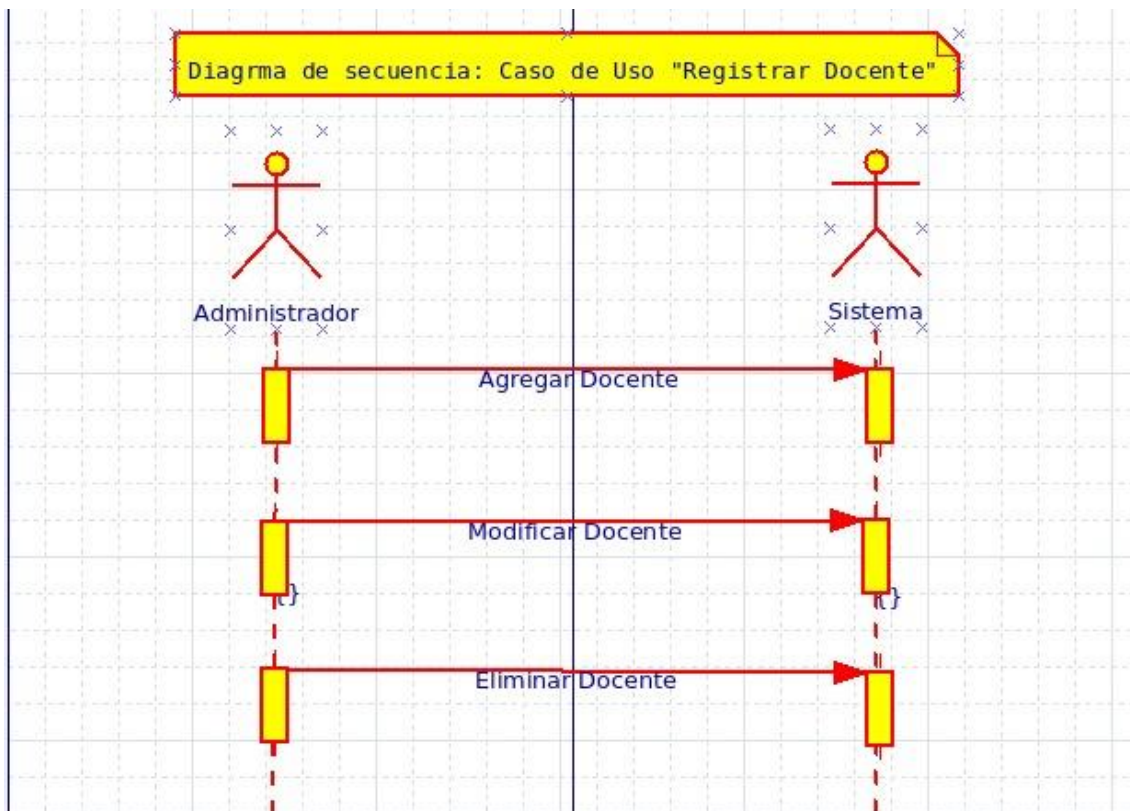 Diagrma de secuencia: Caso de Uso "Registrar Docente"
Administrador
Sistema
Agregar Docente
Modificar Docente
{}
{}
Eliminar Docente